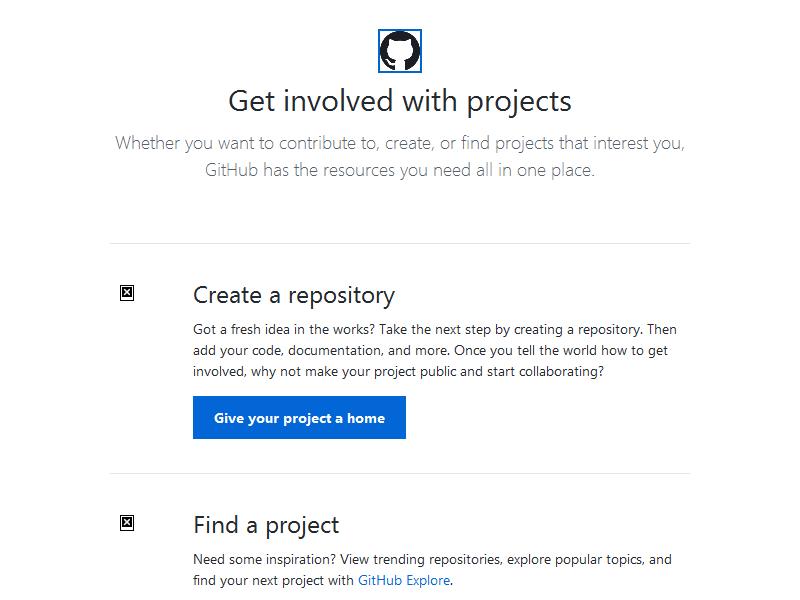 Get involved with projects
Whether you want to contribute to, create, or find projects that interest you,
GitHub has the resources you need all in one place.
Create a repository
Got a fresh idea in the works? Take the next step by creating a repository. Then
add your code, documentation, and more. Once you tell the world how to get
involved, why not make your project public and start collaborating?
Give your project a home
Find a project
Need some inspiration? View trending repositories, explore popular topics, and
find your next project with GitHub Explore.